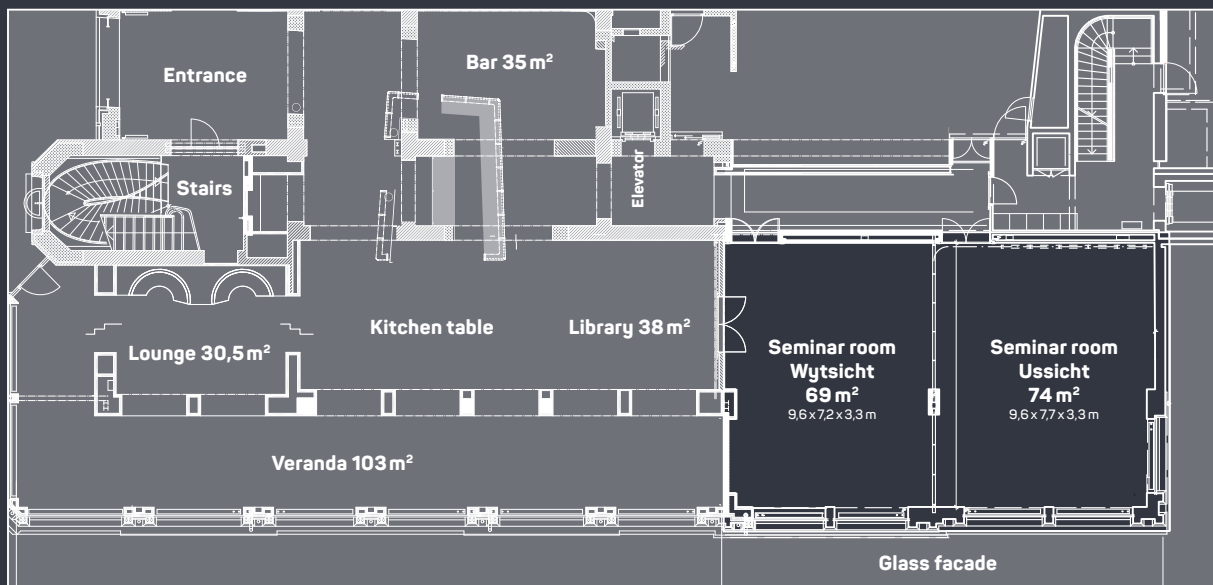 Entrance
Bar 35 m²
Stairs
Elevator
Kitchen table
Library 38 m²
Lounge 30,5 m²
Seminar room
Wytsicht
69 m²
9,6 x 7,2 x 3,3 m
Seminar room
Ussicht
74 m²
9,6 x 7,7 x 3,3 m
Veranda 103 m²
Glass facade